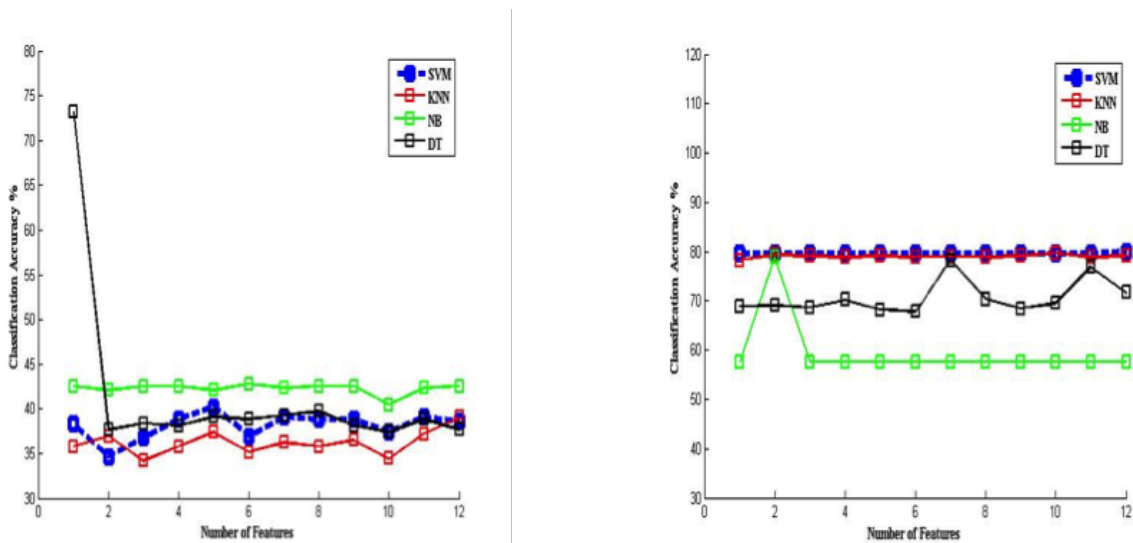 80
75
70
65
60
55
50
45
40
35
30
Classification Accuracy %
SVM
KNN
NB
DT
0 2 4 6 8 10 12
Number of Features
120
110
100
90
80
70
60
50
40
30
Classification Accuracy %
SVM
KNN
NB
DT
0 2 4 6 8 10 12
Number of Features